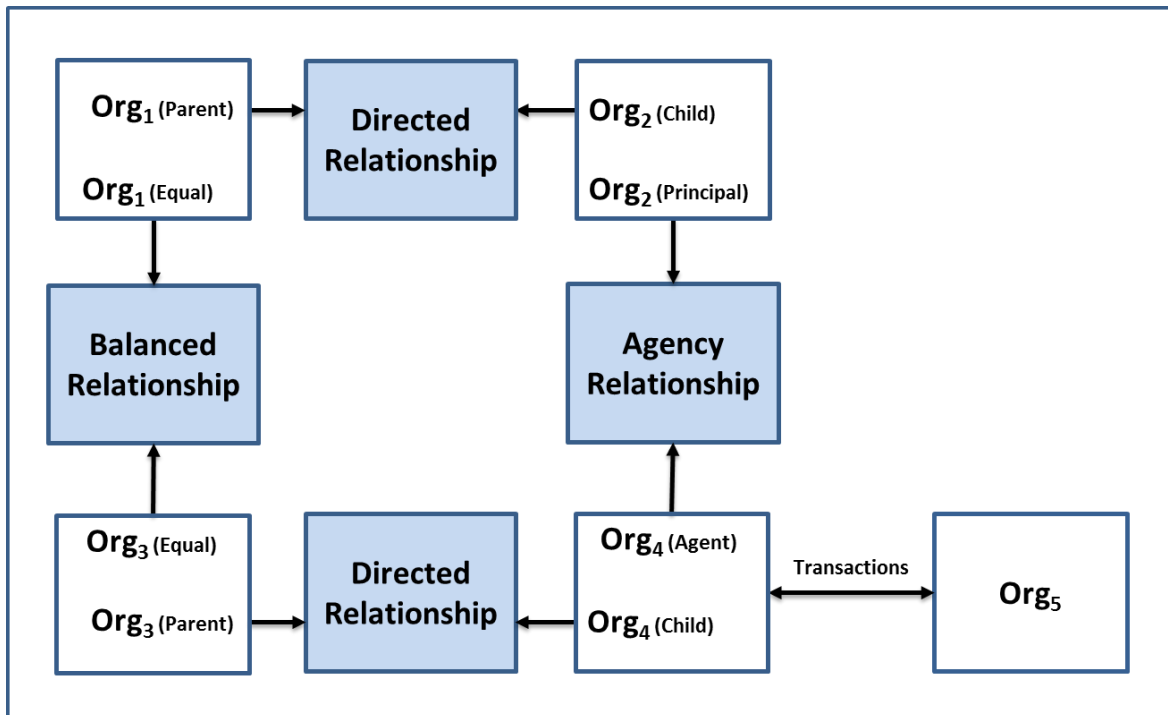 Org1 (Parent)
Org1 (Equal)
Directed
Relationship
Org2 (Child)
Org2 (Principal)
Balanced
Relationship
Agency
Relationship
Org3 (Equal)
Org3 (Parent)
Directed
Relationship
Org4 (Agent)
Org4 (Child)
Transactions
Org5